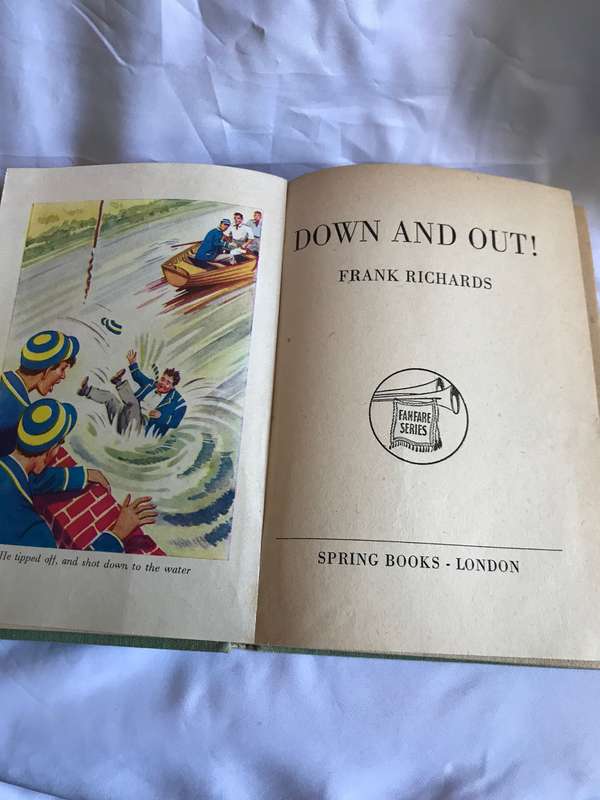 He tipped off, and shot down to the water
DOWN AND OUT!
FRANK RICHARDS
FANFARE
SERIES
SPRING BOOKS - LONDON